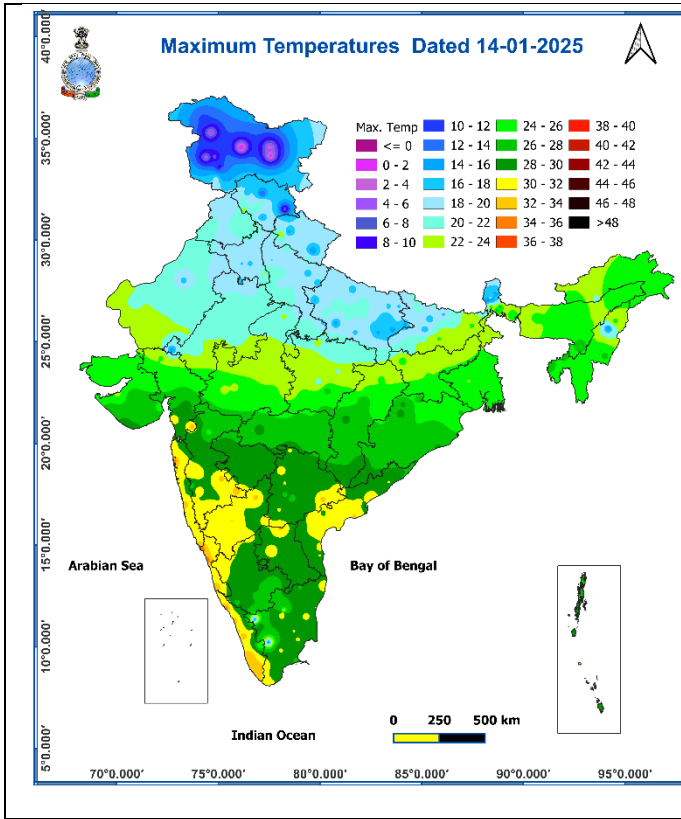 Maximum Temperatures Dated 14-01-2025
Max. Temp
<= 0
0 - 2
2 - 4
4 - 6
6 - 8
8 - 10
10 - 12
12 - 14
14 - 16
16 - 18
18 - 20
20 - 22
22 - 24
24 - 26
26 - 28
28 - 30
30 - 32
32 - 34
34 - 36
36 - 38
38 - 40
40 - 42
42 - 44
44 - 46
46 - 48
>48
40°0.000'
35°0.000'
30°0.000'
25°0.000'
20°0.000'
15°0.000'
10°0.000'
5°0.000'
Arabian Sea
Bay of Bengal
Indian Ocean
0 250 500 km
70°0.000' 75°0.000' 80°0.000' 85°0.000' 90°0.000' 95°0.000'